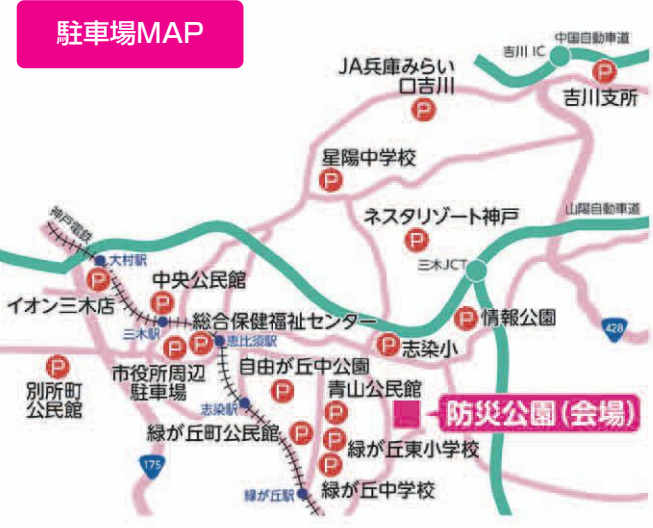 駐車場MAP
中国自動車道
吉川 IC
JA兵庫みらい
口吉川
P
P
吉川支所
星陽中学校
P
ネスタリゾート神戸
山陽自動車道
神戸電鉄
P
大村駅
三木JCT
P
中央公民館
イオン三木店
P
総合保健福祉センター
P
情報公園
428
三木駅
恵比須駅
P
P
P
志染小
P
市役所周辺
駐車場
自由が丘中公園
別所町
公民館
P
青山公民館
志染駅
P
防災公園(会場)
緑が丘町公民館
P
P
緑が丘東小学校
175
P
緑が丘駅
緑が丘中学校